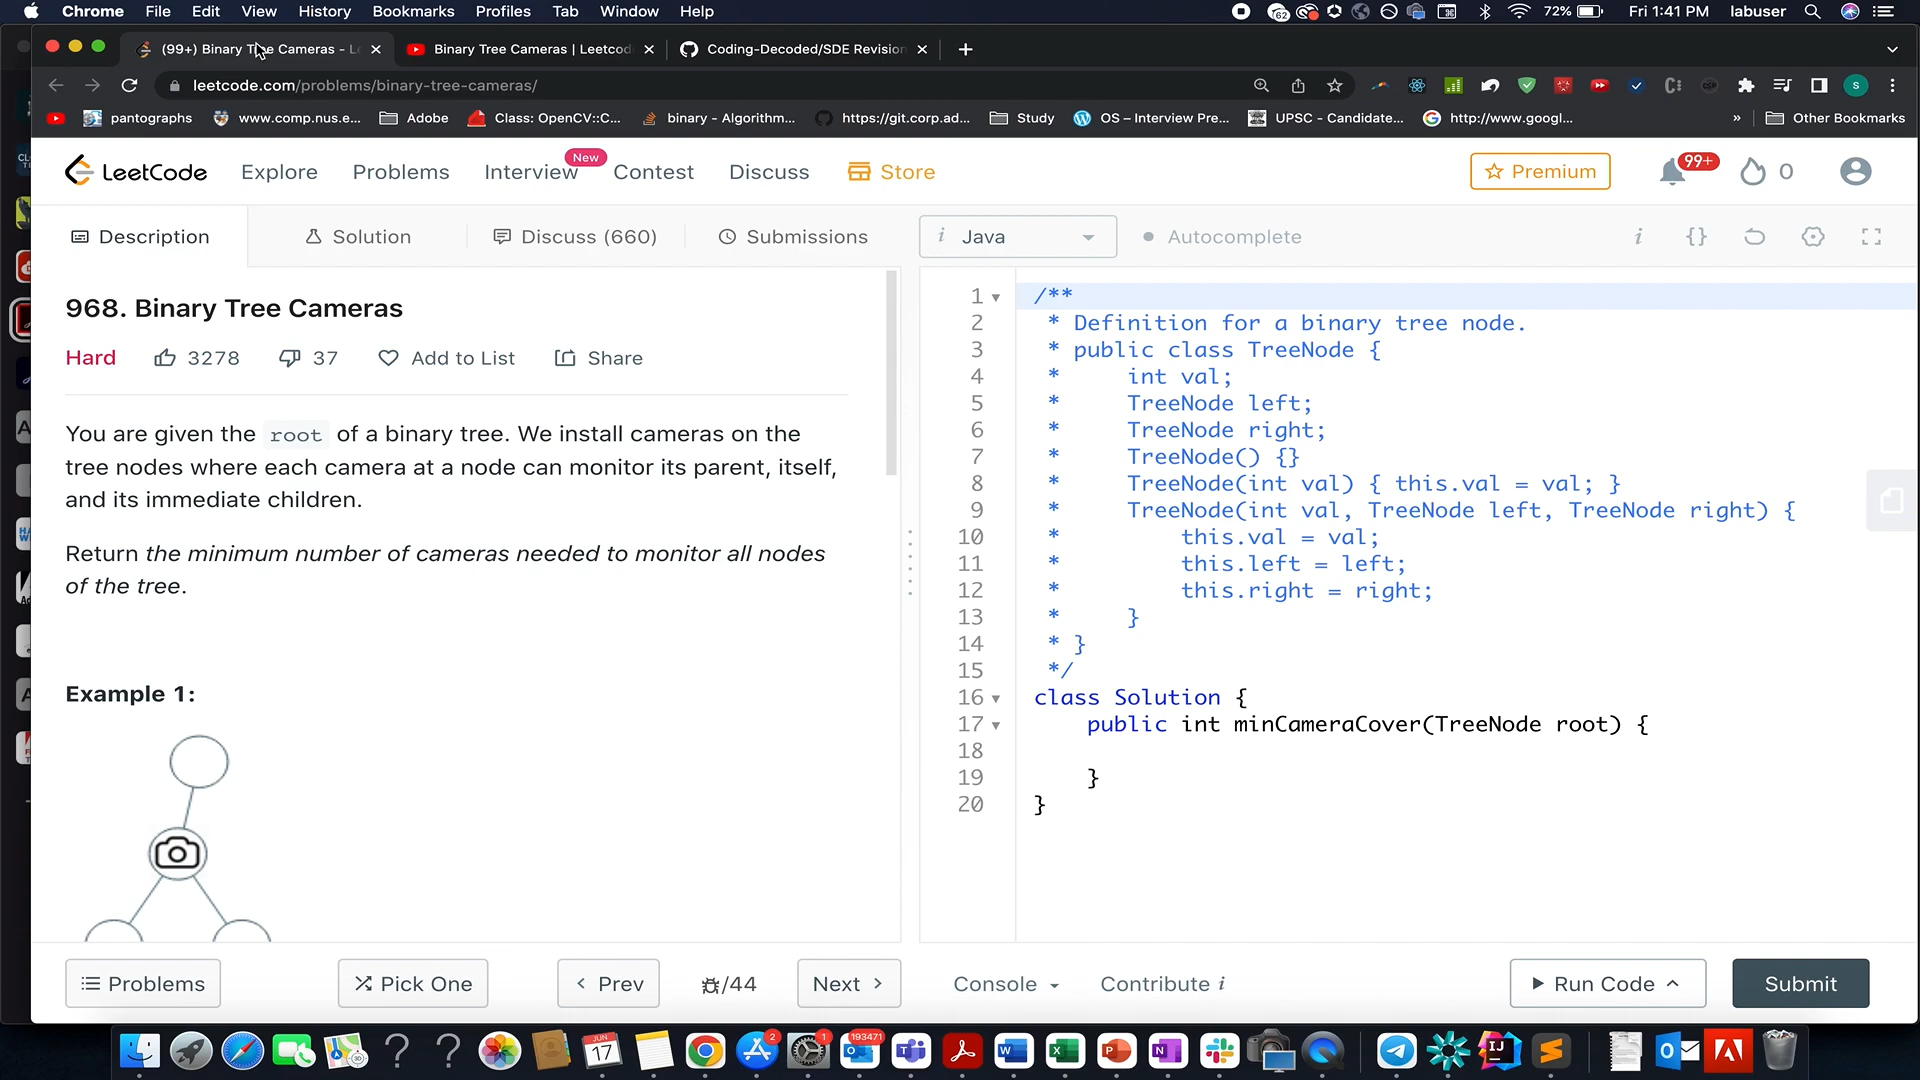 Chrome File Edit View History Bookmarks Profiles Tab Window Help 62 72% Fri 1:41 PM labuser
(99+) Binary Tree Cameras - Le Binary Tree Cameras | Leetcod Coding-Decoded/SDE Revision
leetcode.com/problems/binary-tree-cameras/ S
pantographs www.comp.nus.e... Adobe Class: OpenCV::C... binary - Algorithm... https://git.corp.ad... Study OS – Interview Pre... UPSC - Candidate... http://www.googl... » Other Bookmarks
LeetCode Explore Problems Interview New Contest Discuss Store Premium 99+ 0
Description Solution Discuss (660) Submissions i Java Autocomplete i {}
968. Binary Tree Cameras
Hard 3278 37 Add to List Share
You are given the root of a binary tree. We install cameras on the
tree nodes where each camera at a node can monitor its parent, itself,
and its immediate children.
Return the minimum number of cameras needed to monitor all nodes
of the tree.
Example 1:
1 /**
2 * Definition for a binary tree node.
3 * public class TreeNode {
4 * int val;
5 * TreeNode left;
6 * TreeNode right;
7 * TreeNode() {}
8 * TreeNode(int val) { this.val = val; }
9 * TreeNode(int val, TreeNode left, TreeNode right) {
10 * this.val = val;
11 * this.left = left;
12 * this.right = right;
13 * }
14 * }
15 */
16 class Solution {
17 public int minCameraCover(TreeNode root) {
18
19 }
20 }
Problems Pick One Prev /44 Next Console Contribute i Run Code Submit
JUN 17 2 1 193471